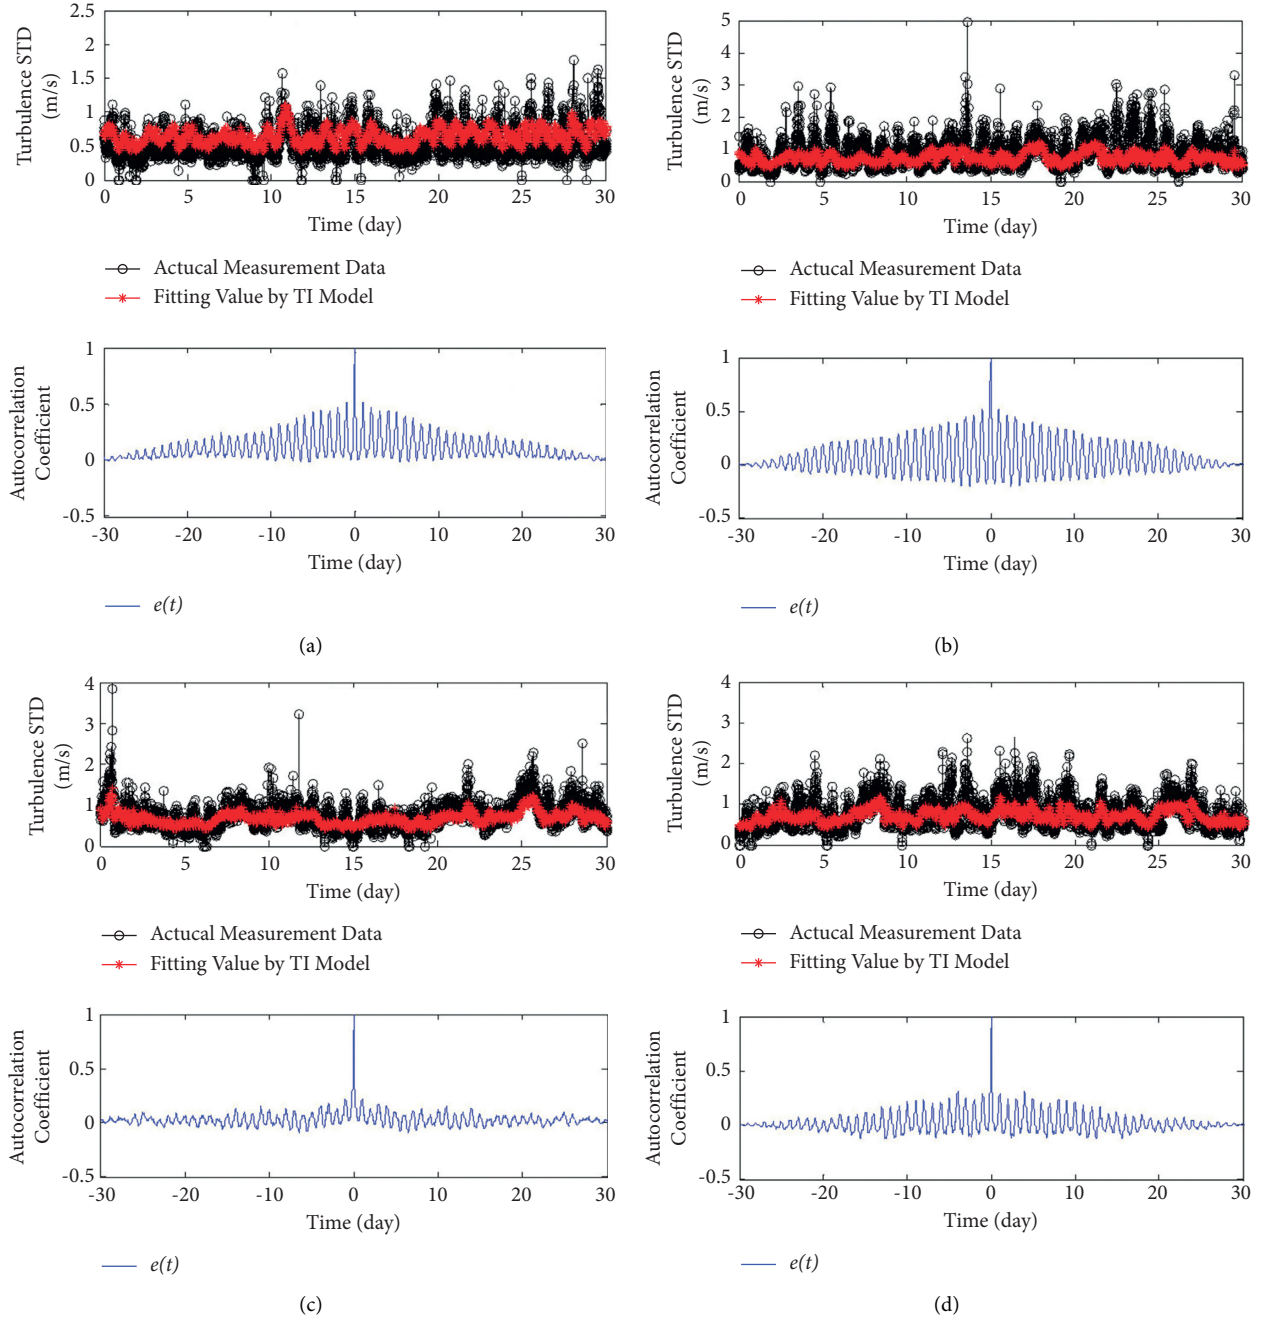 2.5
2
1.5
1
0.5
0
Turbulence STD
(m/s)
0 5 10 15 20 25 30
Time (day)
Actucal Measurement Data
Fitting Value by TI Model
1
0.5
0
-0.5
Autocorrelation
Coefficient
-30 -20 -10 0 10 20 30
Time (day)
e(t)
(a)
5
4
3
2
1
0
Turbulence STD
(m/s)
0 5 10 15 20 25 30
Time (day)
Actucal Measurement Data
Fitting Value by TI Model
1
0.5
0
-0.5
Autocorrelation
Coefficient
-30 -20 -10 0 10 20 30
Time (day)
e(t)
(b)
4
3
2
1
0
Turbulence STD
(m/s)
0 5 10 15 20 25 30
Time (day)
Actucal Measurement Data
Fitting Value by TI Model
1
0.5
0
-0.5
Autocorrelation
Coefficient
-30 -20 -10 0 10 20 30
Time (day)
e(t)
(c)
4
3
2
1
0
Turbulence STD
(m/s)
0 5 10 15 20 25 30
Time (day)
Actucal Measurement Data
Fitting Value by TI Model
1
0.5
0
-0.5
Autocorrelation
Coefficient
-30 -20 -10 0 10 20 30
Time (day)
e(t)
(d)